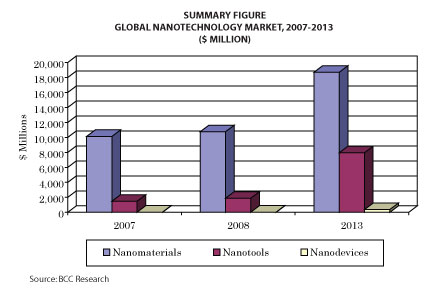 SUMMARY FIGURE
GLOBAL NANOTECHNOLOGY MARKET, 2007-2013
($ MILLION)
$ Millions
20,000
18,000
16,000
14,000
12,000
10,000
8,000
6,000
4,000
2,000
0
2007 2008 2013
Nanomaterials Nanotools Nanodevices
Source: BCC Research